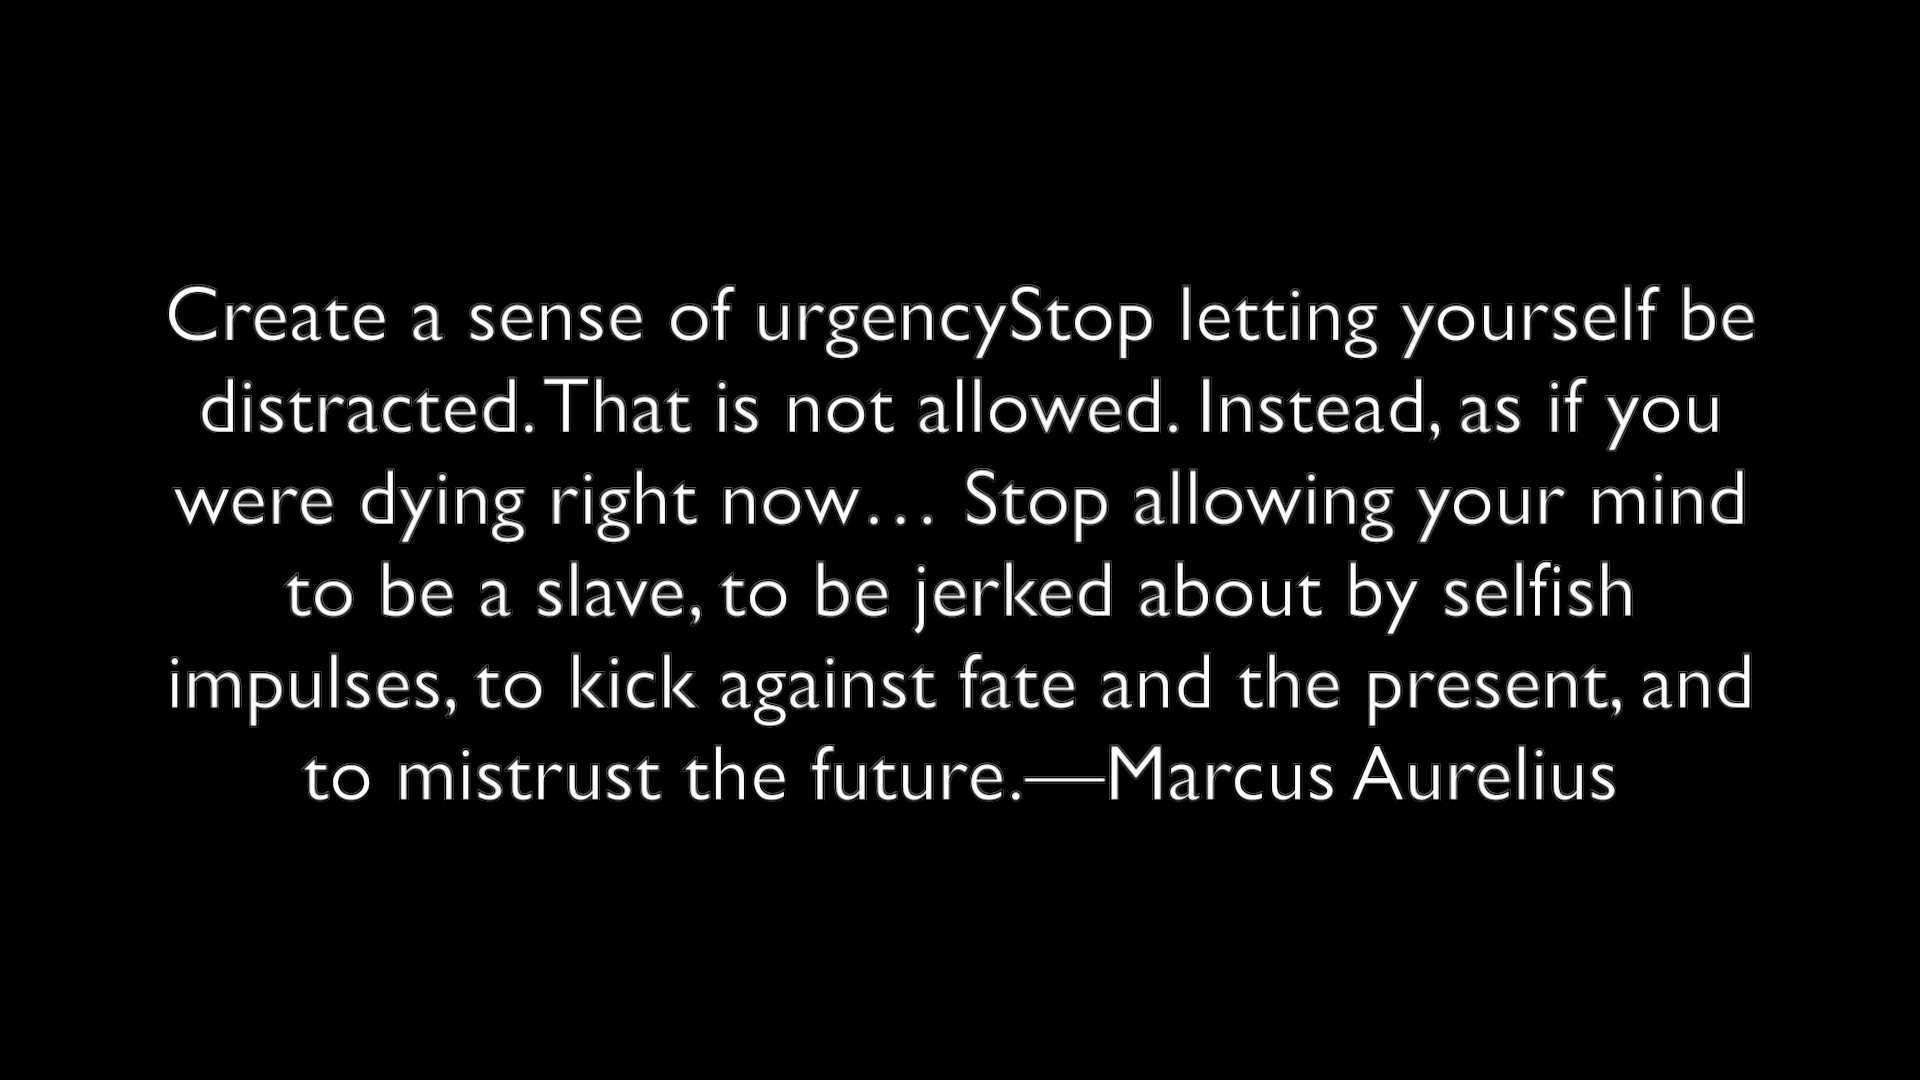 Create a sense of urgencyStop letting yourself be
distracted. That is not allowed. Instead, as if you
were dying right now… Stop allowing your mind
to be a slave, to be jerked about by selfish
impulses, to kick against fate and the present, and
to mistrust the future.—Marcus Aurelius